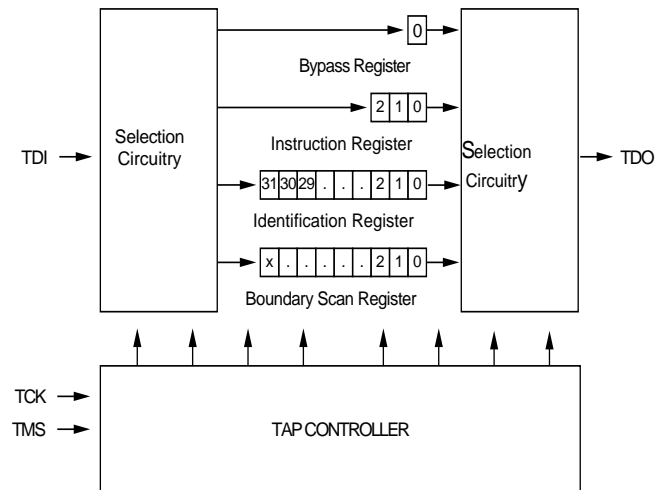 0
Bypass Register
2 1 0
Selection
Circuitry
Instruction Register
TDI
Selection
Circuitry
TDO
31 30 29 . . . 2 1 0
Identification Register
x . . . . . 2 1 0
Boundary Scan Register
TCK
TMS
TAP CONTROLLER